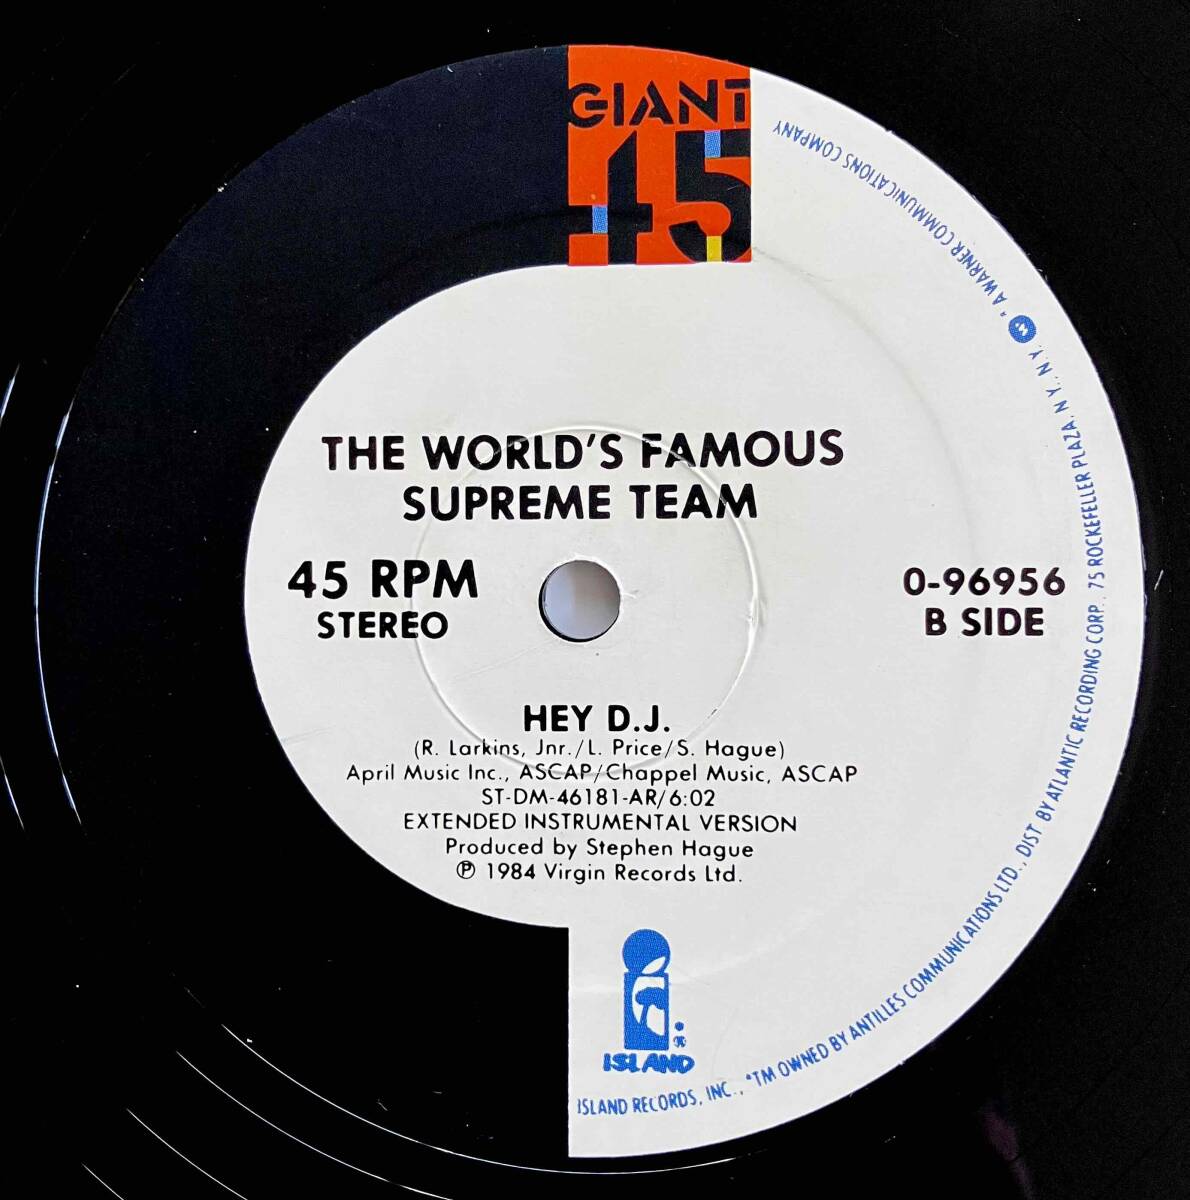 GIANT
45
THE WORLD'S FAMOUS
SUPREME TEAM
45 RPM
STEREO
0-96956
B SIDE
HEY D.J.
(R. Larkins, Jnr./L. Price/S. Hague)
April Music Inc., ASCAP/Chappel Music, ASCAP
ST-DM-46181-AR/6:02
EXTENDED INSTRUMENTAL VERSION
Produced by Stephen Hague
℗ 1984 Virgin Records Ltd.
ISLAND
ISLAND RECORDS, INC., *TM OWNED BY ANTILLES COMMUNICATIONS LTD., DIST BY ATLANTIC RECORDING CORP., 75 ROCKEFELLER PLAZA, N.Y., N.Y. W * A WARNER COMMUNICATIONS COMPANY